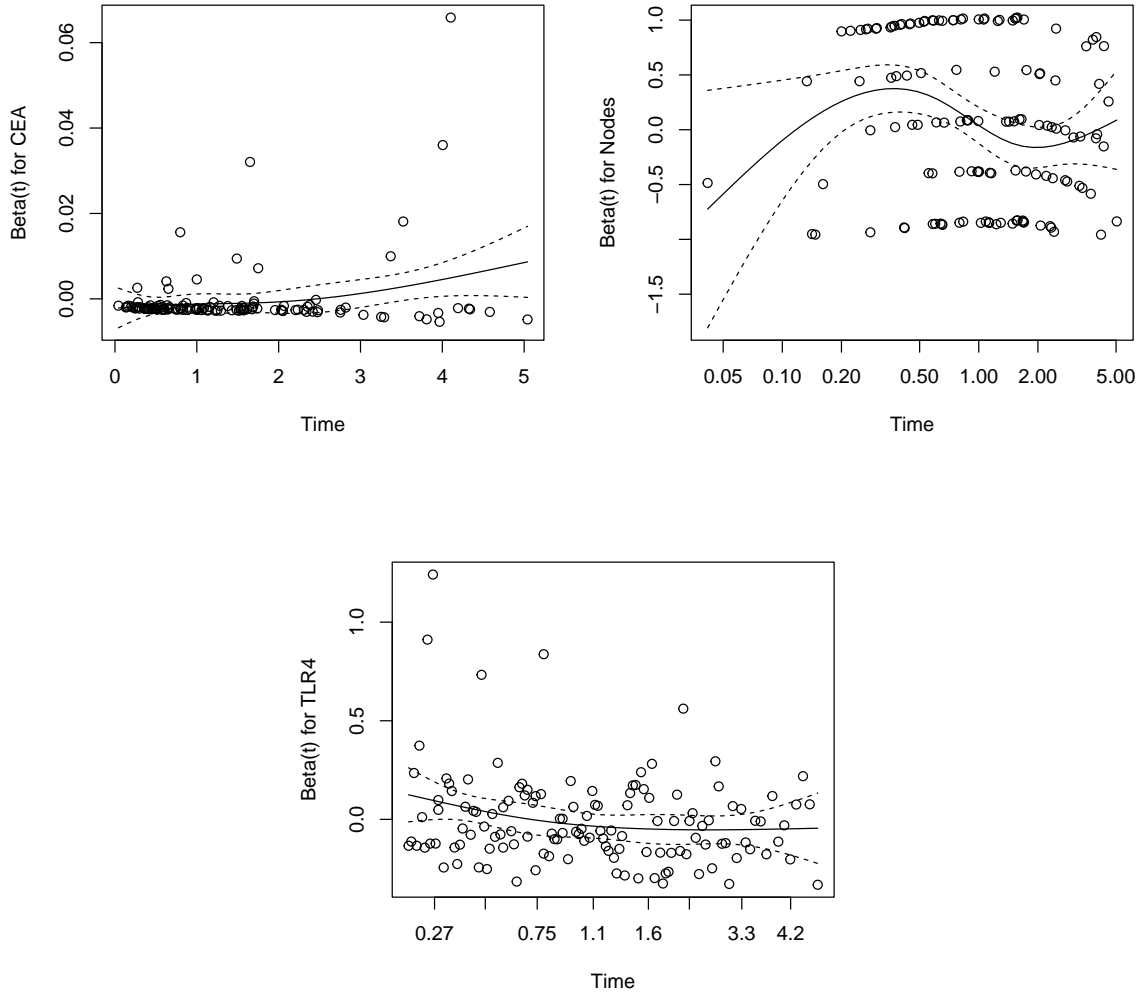 0.06
0.04
0.02
0.00
Beta(t) for CEA
0 1 2 3 4 5
Time
1.0
0.5
0.0
−0.5
−1.5
Beta(t) for Nodes
0.05 0.10 0.20 0.50 1.00 2.00 5.00
Time
1.0
0.5
0.0
Beta(t) for TLR4
0.27 0.75 1.1 1.6 3.3 4.2
Time